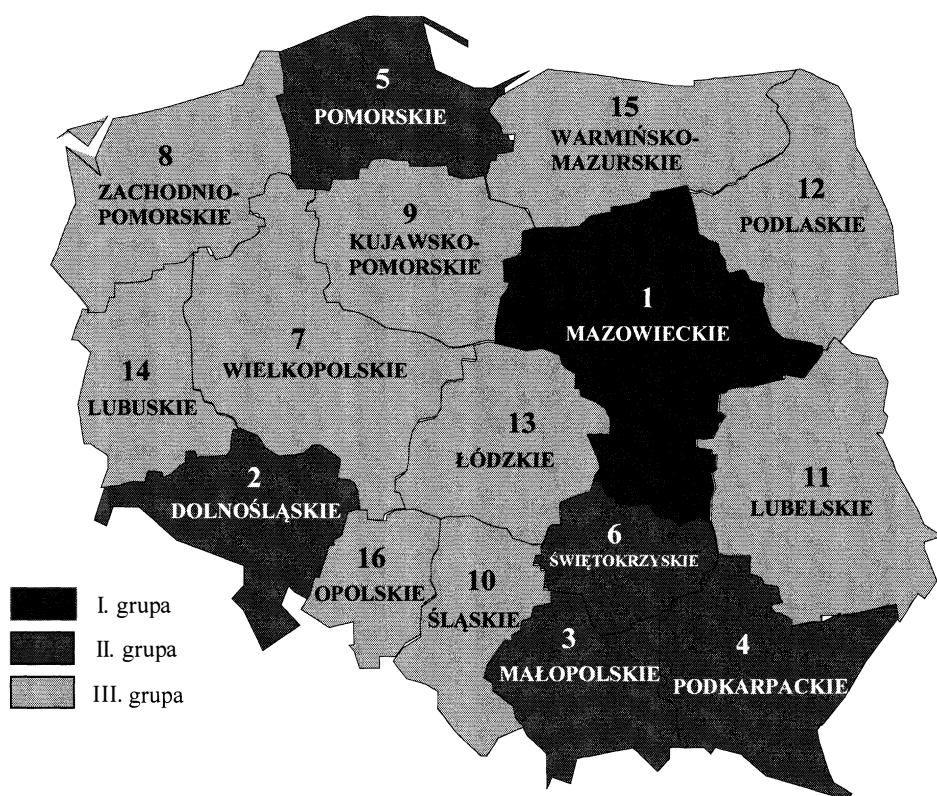 5
POMORSKIE
15
WARMIŃSKO-
MAZURSKIE
8
ZACHODNIO-
POMORSKIE
12
PODLASKIE
9
KUJAWSKO-
POMORSKIE
1
MAZOWIECKIE
7
WIELKOPOLSKIE
14
LUBUSKIE
13
ŁÓDZKIE
2
DOLNOŚLĄSKIE
11
LUBELSKIE
6
ŚWIĘTOKRZYSKIE
16
OPOLSKIE
10
ŚLĄSKIE
3
MAŁOPOLSKIE
4
PODKARPACKIE
I. grupa
II. grupa
III. grupa